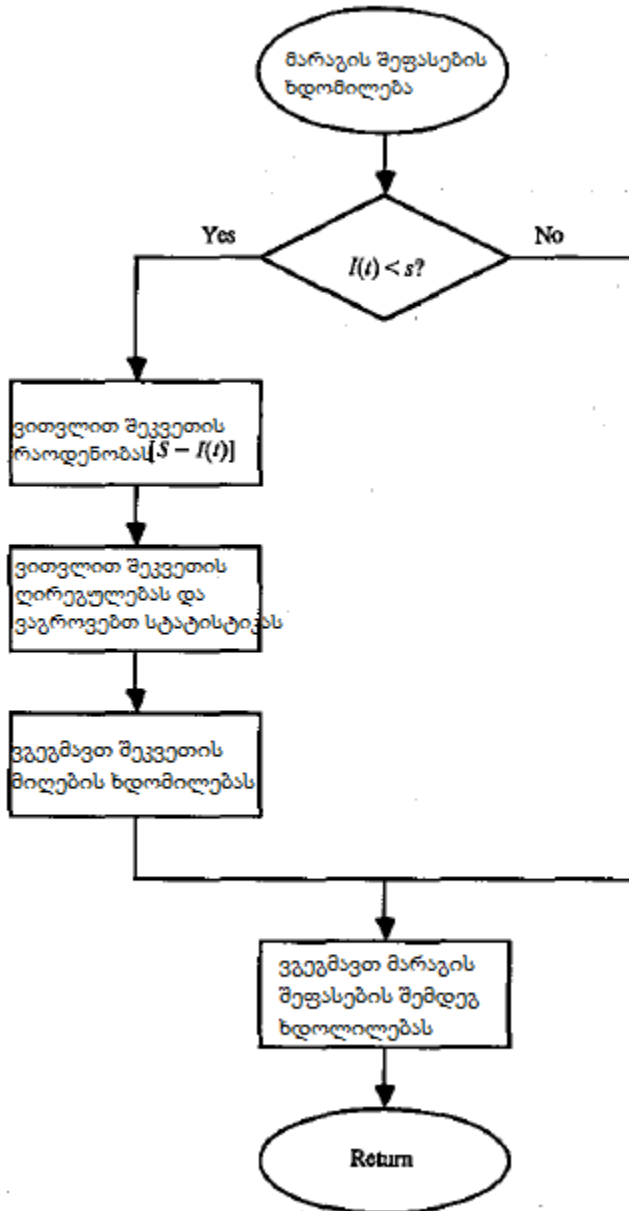 მარაგის შეფასების
ხდომილება
Yes
No
I(t) < s?
ვითვლით შეკვეთის
რაოდენობას[S − I(t)]
ვითვლით შეკვეთის
ღირეგულებას და
ვაგროვებთ სტატისტიკას
ვგეგმავთ შეკვეთის
მიღების ხდომილებას
ვგეგმავთ მარაგის
შეფასების შემდეგ
ხდოლილებას
Return